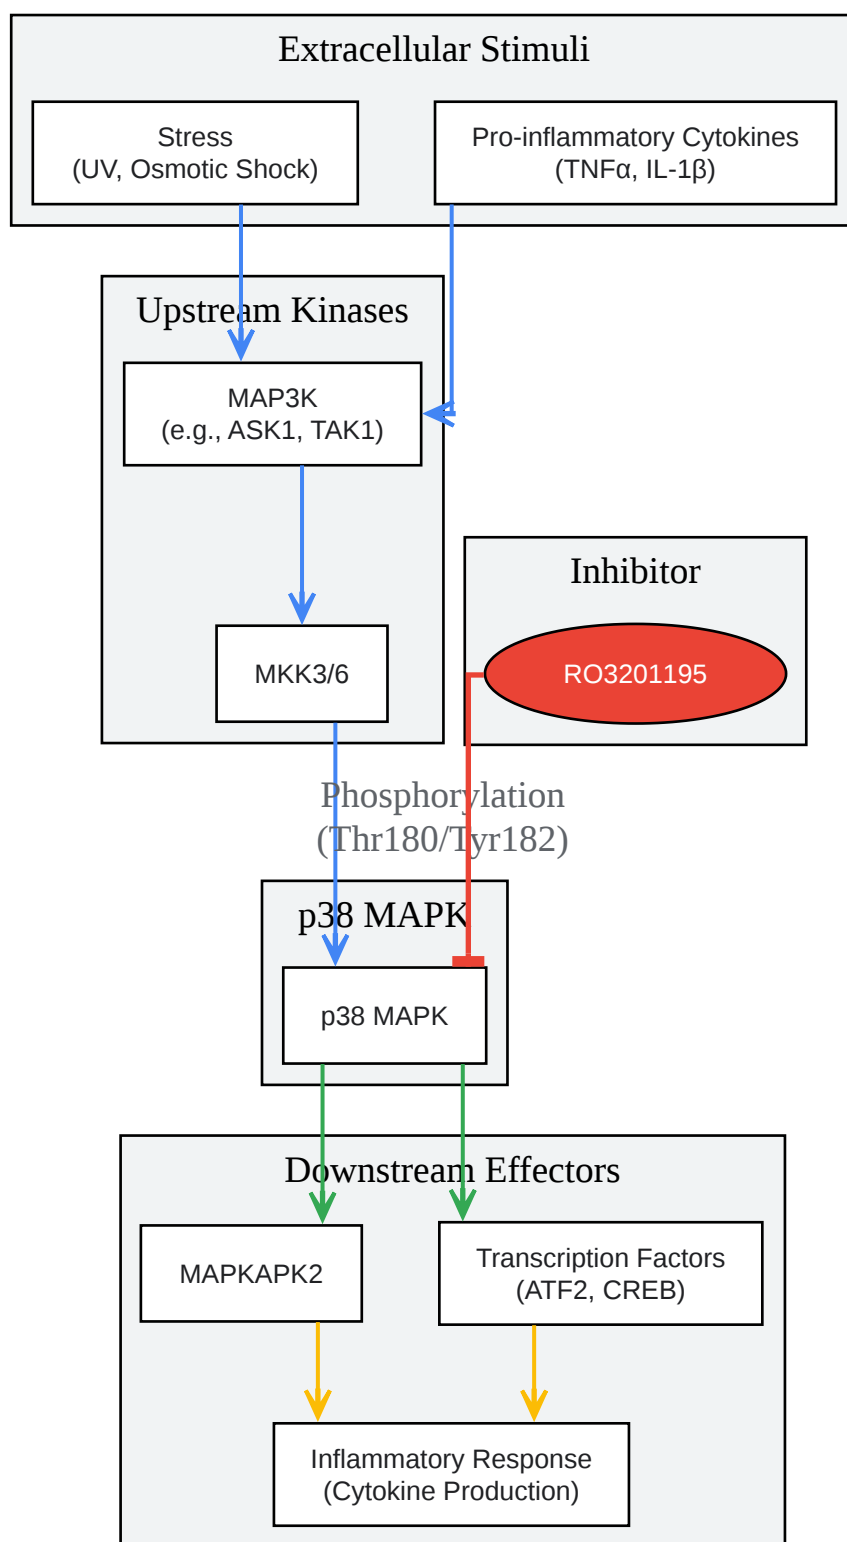 Extracellular Stimuli
Stress
(UV, Osmotic Shock)
Pro-inflammatory Cytokines
(TNFα, IL-1β)
Upstream Kinases
MAP3K
(e.g., ASK1, TAK1)
MKK3/6
Inhibitor
RO3201195
Phosphorylation
(Thr180/Tyr182)
p38 MAPK
p38 MAPK
Downstream Effectors
MAPKAPK2
Transcription Factors
(ATF2, CREB)
Inflammatory Response
(Cytokine Production)